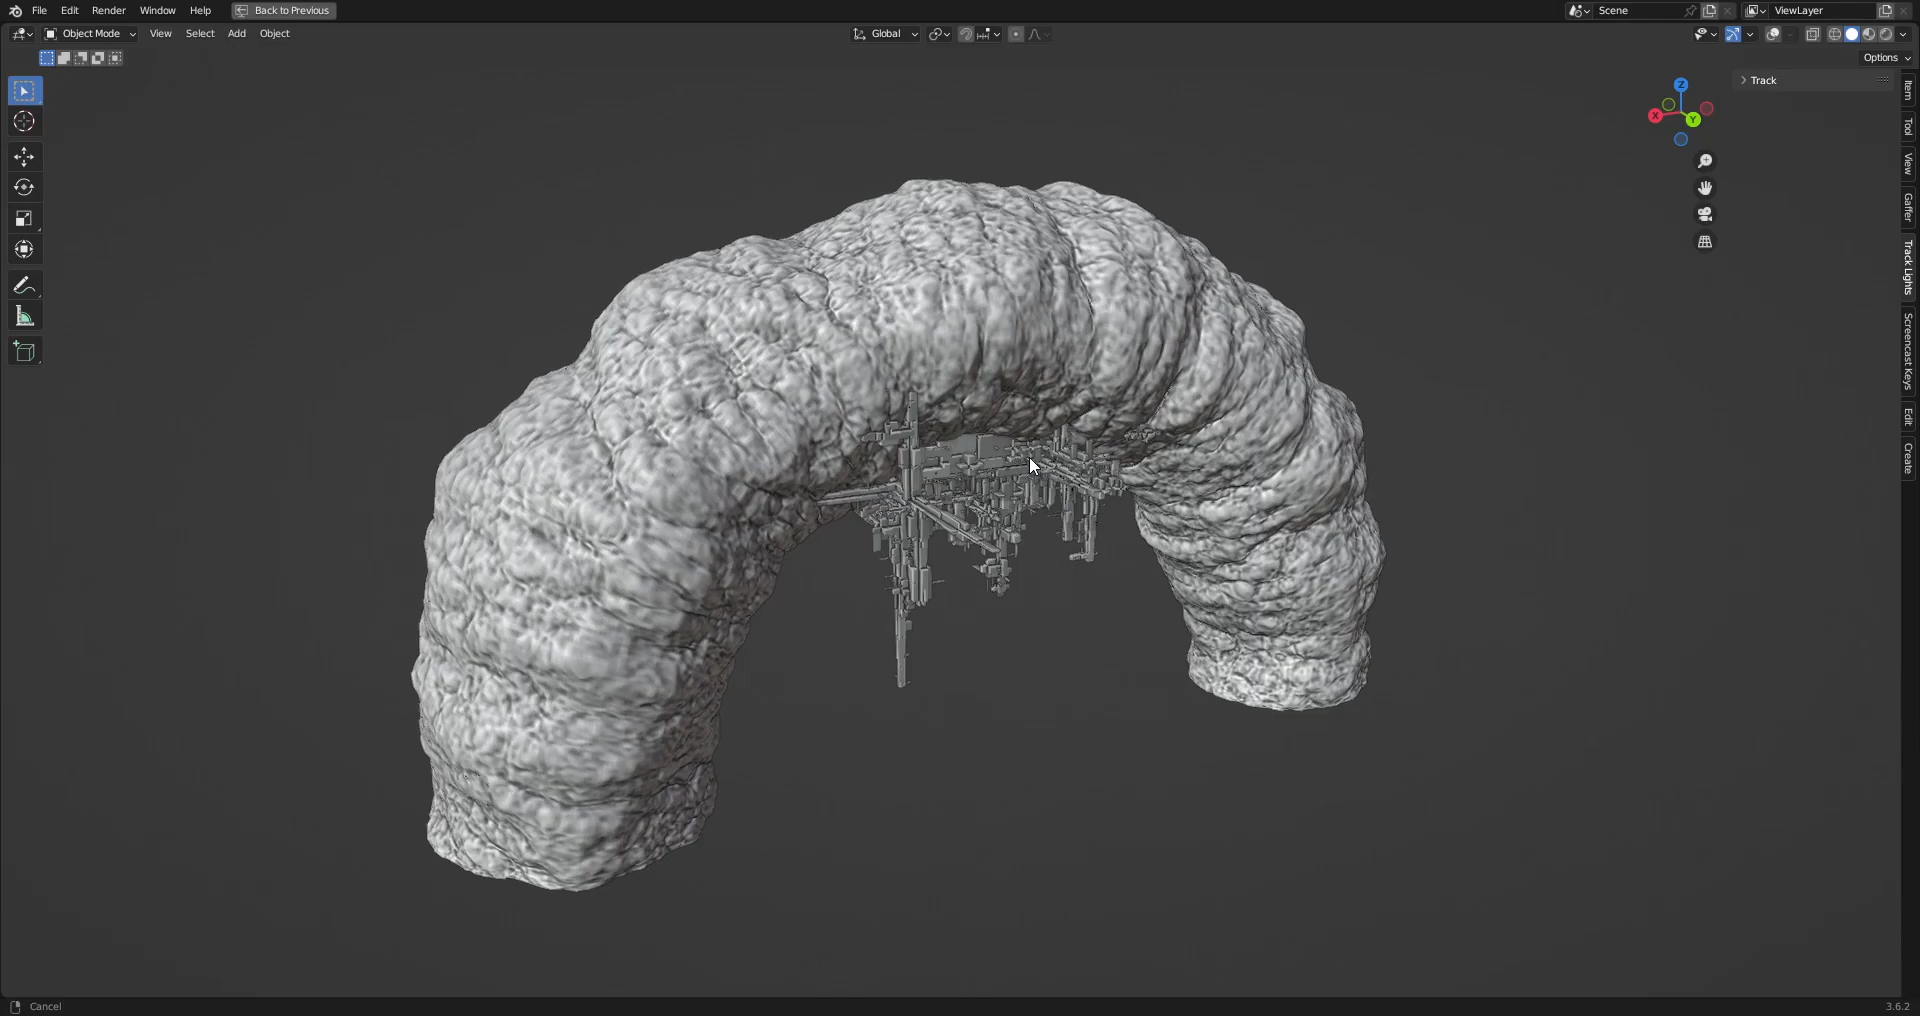 File Edit Render Window Help Back to Previous Scene ViewLayer
Object Mode View Select Add Object Global
Options
Track
Z
X
Y
Item
Tool
View
Gaffer
Track Lights
Screencast Keys
Edit
Create
Cancel 3.6.2